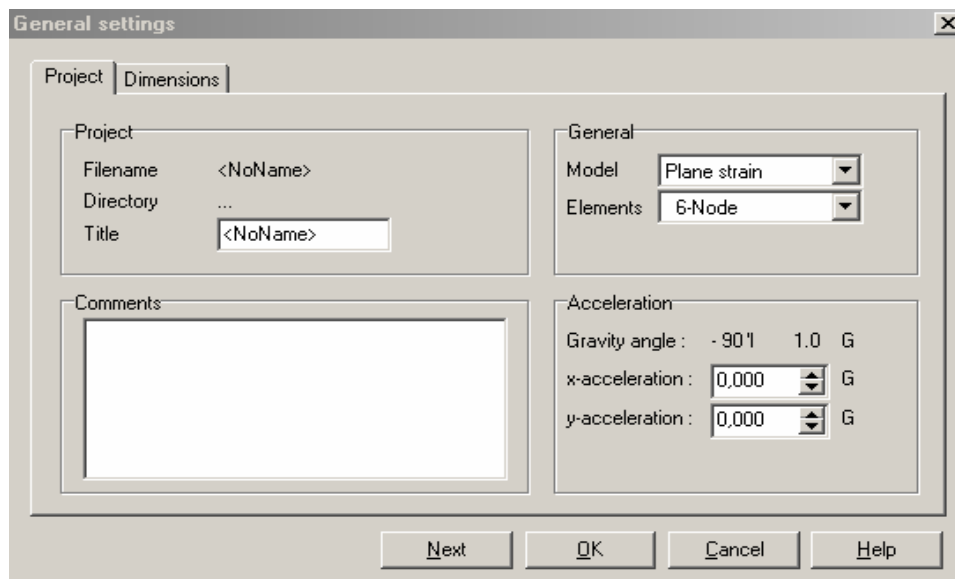 General settings
Project
Dimensions
Project
Filename <NoName>
Directory ...
Title <NoName>
General
Model Plane strain
Elements 6-Node
Comments
Acceleration
Gravity angle : - 90'l 1.0 G
x-acceleration : 0,000 G
y-acceleration : 0,000 G
Next
OK
Cancel
Help